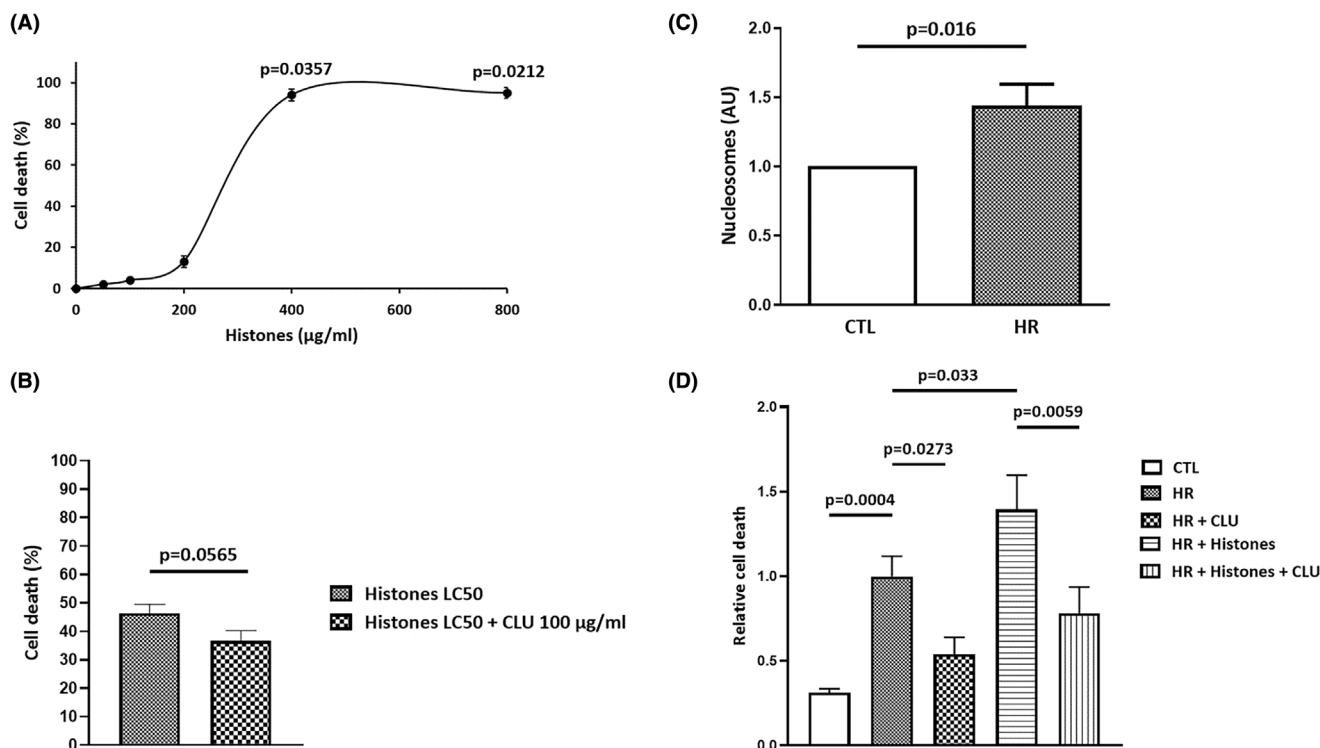 (A)
Cell death (%)
100
80
60
40
20
0
p=0.0357
p=0.0212
0 200 400 600 800
Histones (µg/ml)
(B)
Cell death (%)
100
90
80
70
60
50
40
30
20
10
0
p=0.0565
Histones LC50
Histones LC50 + CLU 100 µg/ml
(C)
Nucleosomes (AU)
2.0
1.5
1.0
0.5
0.0
p=0.016
CTL HR
(D)
Relative cell death
2.0
1.5
1.0
0.5
0.0
p=0.033
p=0.0059
p=0.0273
p=0.0004
CTL
HR
HR + CLU
HR + Histones
HR + Histones + CLU